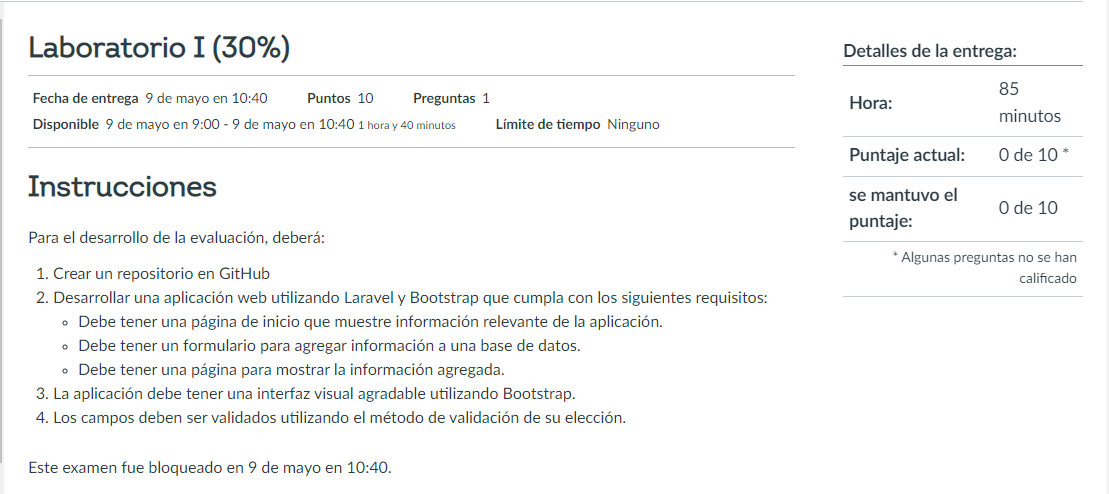 Laboratorio I (30%)
Fecha de entrega 9 de mayo en 10:40 Puntos 10 Preguntas 1
Disponible 9 de mayo en 9:00 - 9 de mayo en 10:40 1 hora y 40 minutos Límite de tiempo Ninguno
Instrucciones
Para el desarrollo de la evaluación, deberá:
1. Crear un repositorio en GitHub
2. Desarrollar una aplicación web utilizando Laravel y Bootstrap que cumpla con los siguientes requisitos:
◦ Debe tener una página de inicio que muestre información relevante de la aplicación.
◦ Debe tener un formulario para agregar información a una base de datos.
◦ Debe tener una página para mostrar la información agregada.
3. La aplicación debe tener una interfaz visual agradable utilizando Bootstrap.
4. Los campos deben ser validados utilizando el método de validación de su elección.
Este examen fue bloqueado en 9 de mayo en 10:40.
Detalles de la entrega:
Hora: 85
minutos
Puntaje actual: 0 de 10 *
se mantuvo el
puntaje: 0 de 10
* Algunas preguntas no se han
calificado